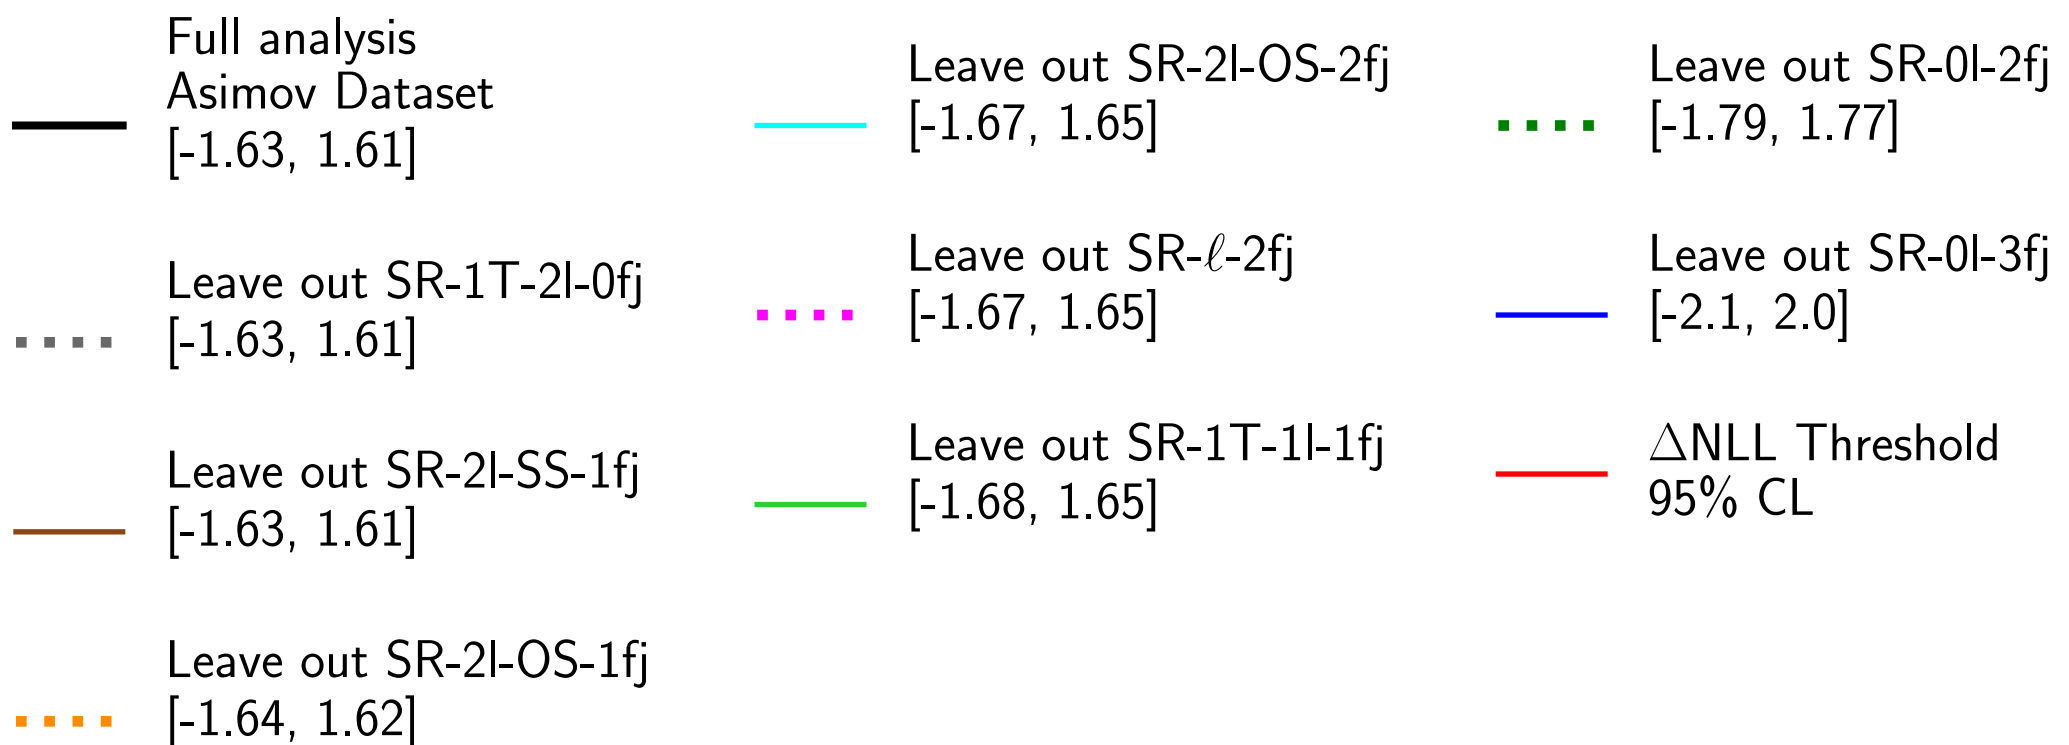 Full analysis
Asimov Dataset
[-1.63, 1.61]
Leave out SR-1T-2l-0fj
[-1.63, 1.61]
Leave out SR-2l-SS-1fj
[-1.63, 1.61]
Leave out SR-2l-OS-1fj
[-1.64, 1.62]
Leave out SR-2l-OS-2fj
[-1.67, 1.65]
Leave out SR-ℓ-2fj
[-1.67, 1.65]
Leave out SR-1T-1l-1fj
[-1.68, 1.65]
Leave out SR-0l-2fj
[-1.79, 1.77]
Leave out SR-0l-3fj
[-2.1, 2.0]
ΔNLL Threshold
95% CL